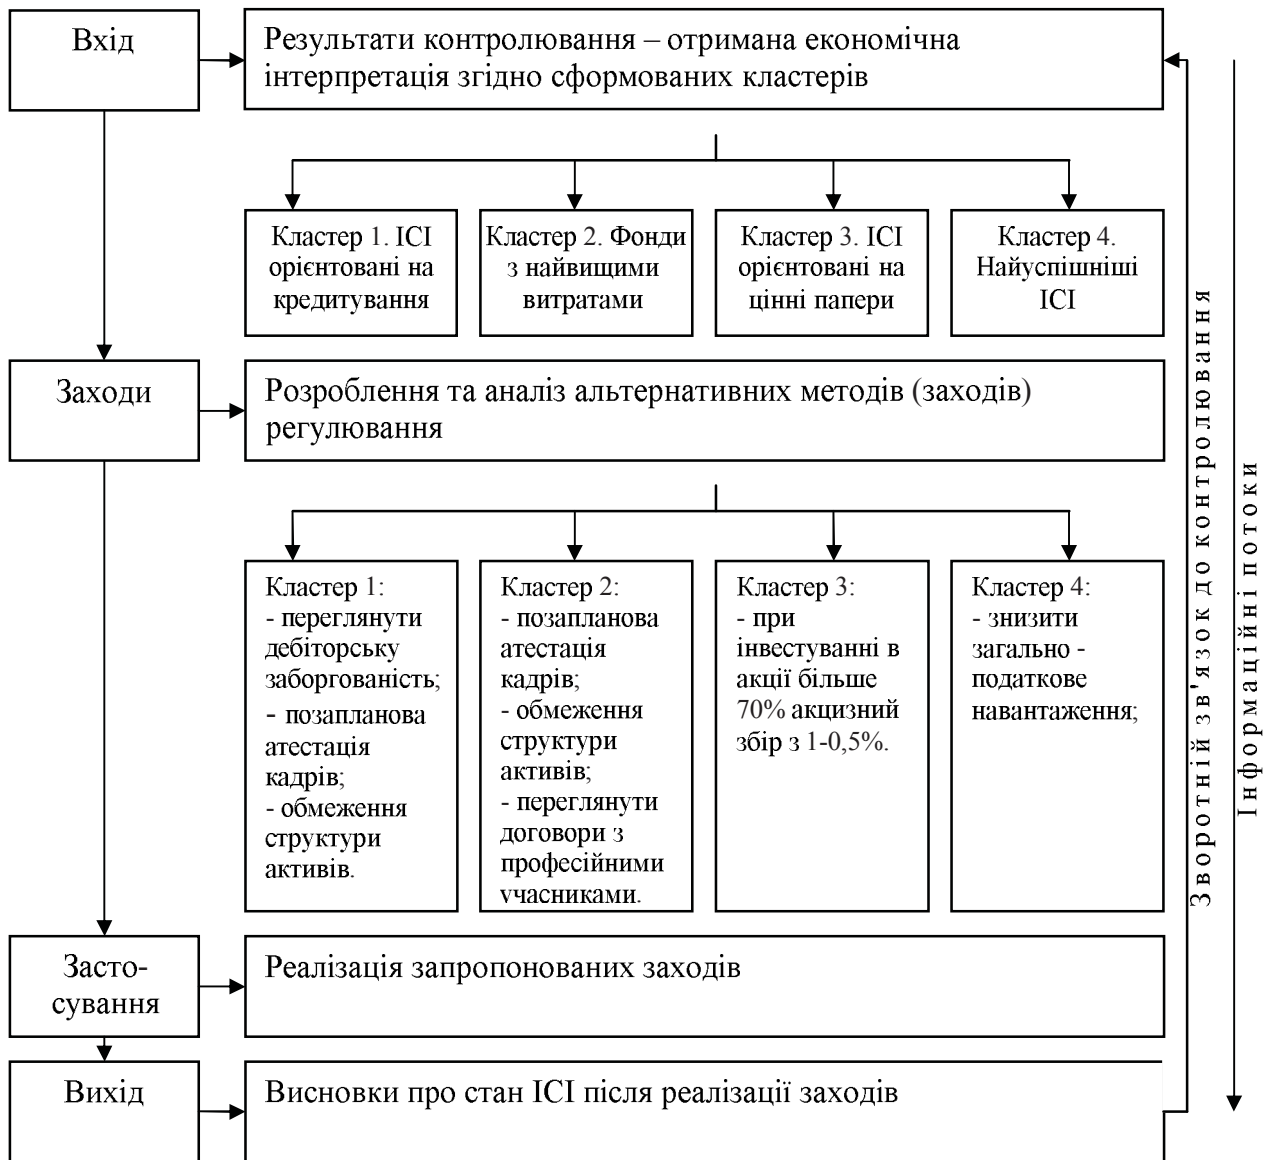 Вхід
Результати контролювання – отримана економічна
інтерпретація згідно сформованих кластерів
Кластер 1. ІСІ
орієнтовані на
кредитування
Кластер 2. Фонди
з найвищими
витратами
Кластер 3. ІСІ
орієнтовані на
цінні папери
Кластер 4.
Найуспішніші
ІСІ
Заходи
Розроблення та аналіз альтернативних методів (заходів)
регулювання
Кластер 1:
- переглянути
дебіторську
заборгованість;
- позапланова
атестація
кадрів;
- обмеження
структури
активів.
Кластер 2:
- позапланова
атестація
кадрів;
- обмеження
структури
активів;
- переглянути
договори з
професійними
учасниками.
Кластер 3:
- при
інвестуванні в
акції більше
70% акцизний
збір з 1-0,5%.
Кластер 4:
- знизити
загально -
податкове
навантаження;
Засто-
сування
Реалізація запропонованих заходів
Вихід
Висновки про стан ІСІ після реалізації заходів
Зворотній зв'язок до контролювання
Інформаційні потоки